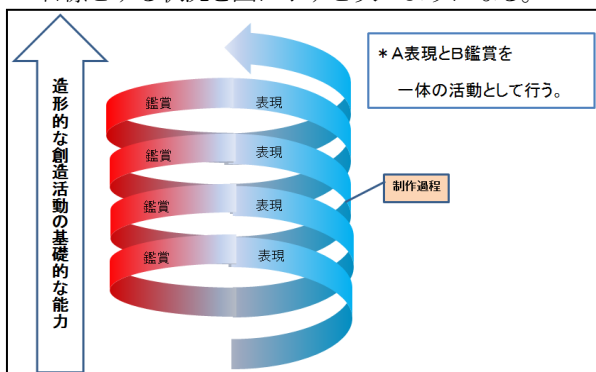 造形的な創造活動の基礎的な能力
*A表現とB鑑賞を
一体の活動として行う。
鑑賞 表現
鑑賞 表現
制作過程
鑑賞 表現
鑑賞 表現